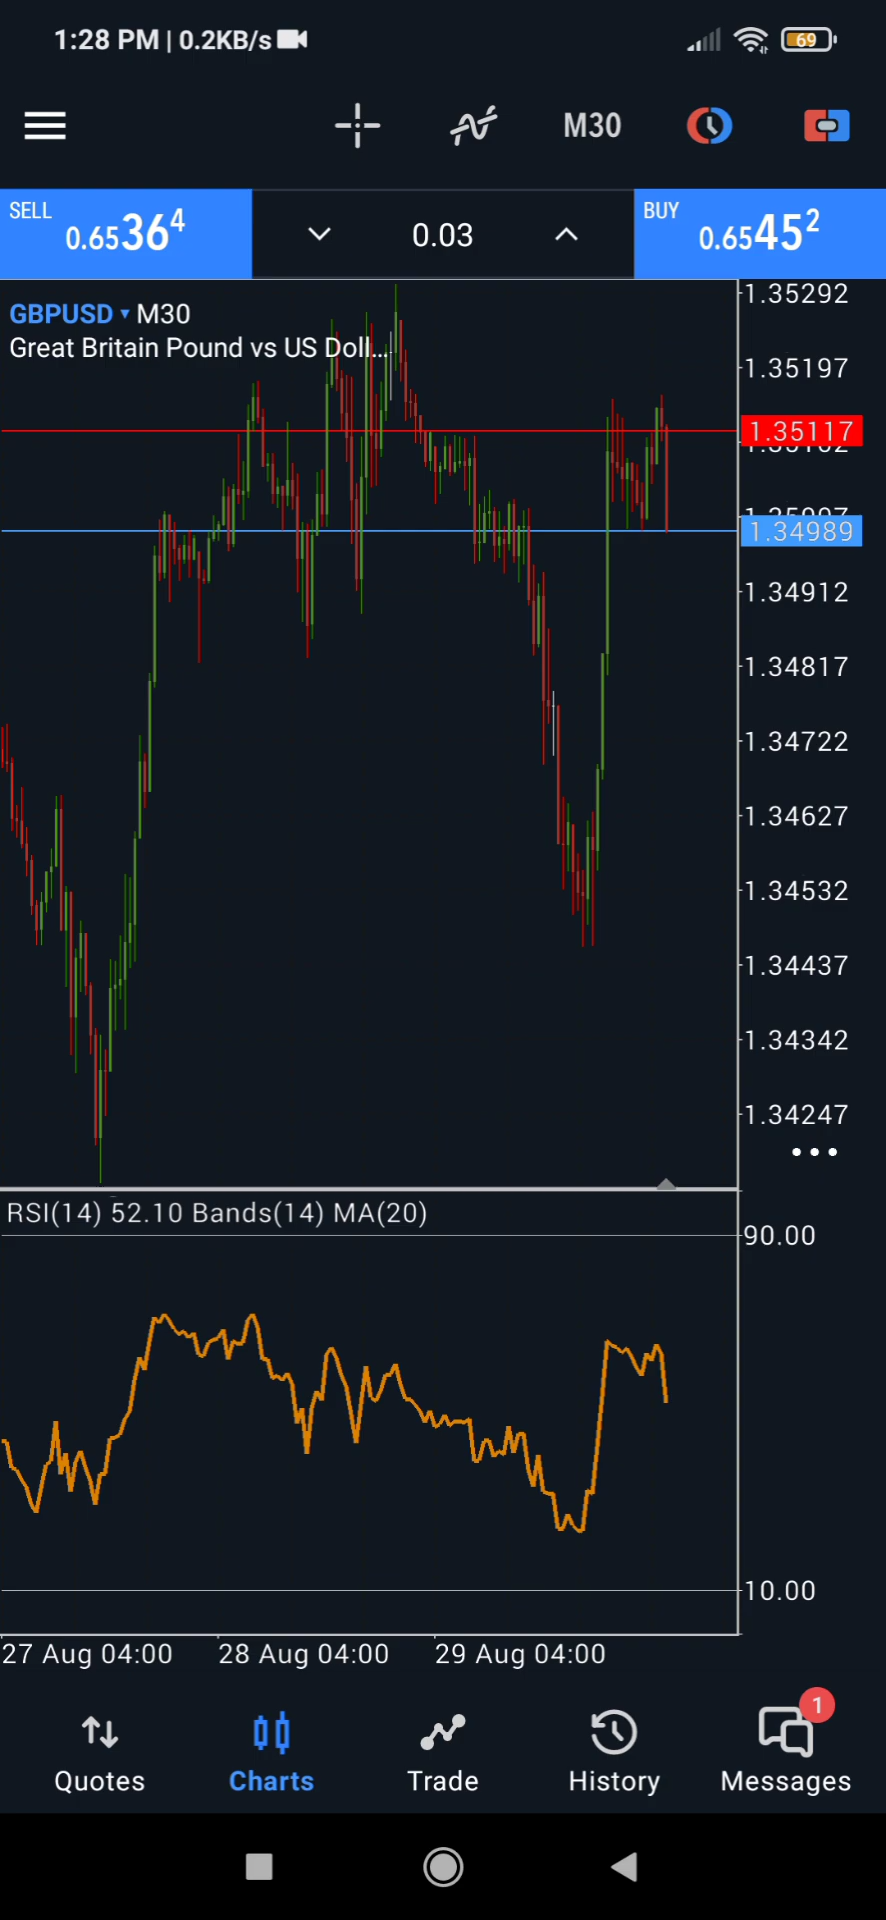 1:28 PM | 0.2KB/s
69
M30
SELL 0.65364
0.03
BUY 0.65452
GBPUSD M30
Great Britain Pound vs US Doll...
1.35292
1.35197
1.35117
1.34989
1.34912
1.34817
1.34722
1.34627
1.34532
1.34437
1.34342
1.34247
RSI(14) 52.10 Bands(14) MA(20)
90.00
10.00
27 Aug 04:00 28 Aug 04:00 29 Aug 04:00
1
Quotes Charts Trade History Messages